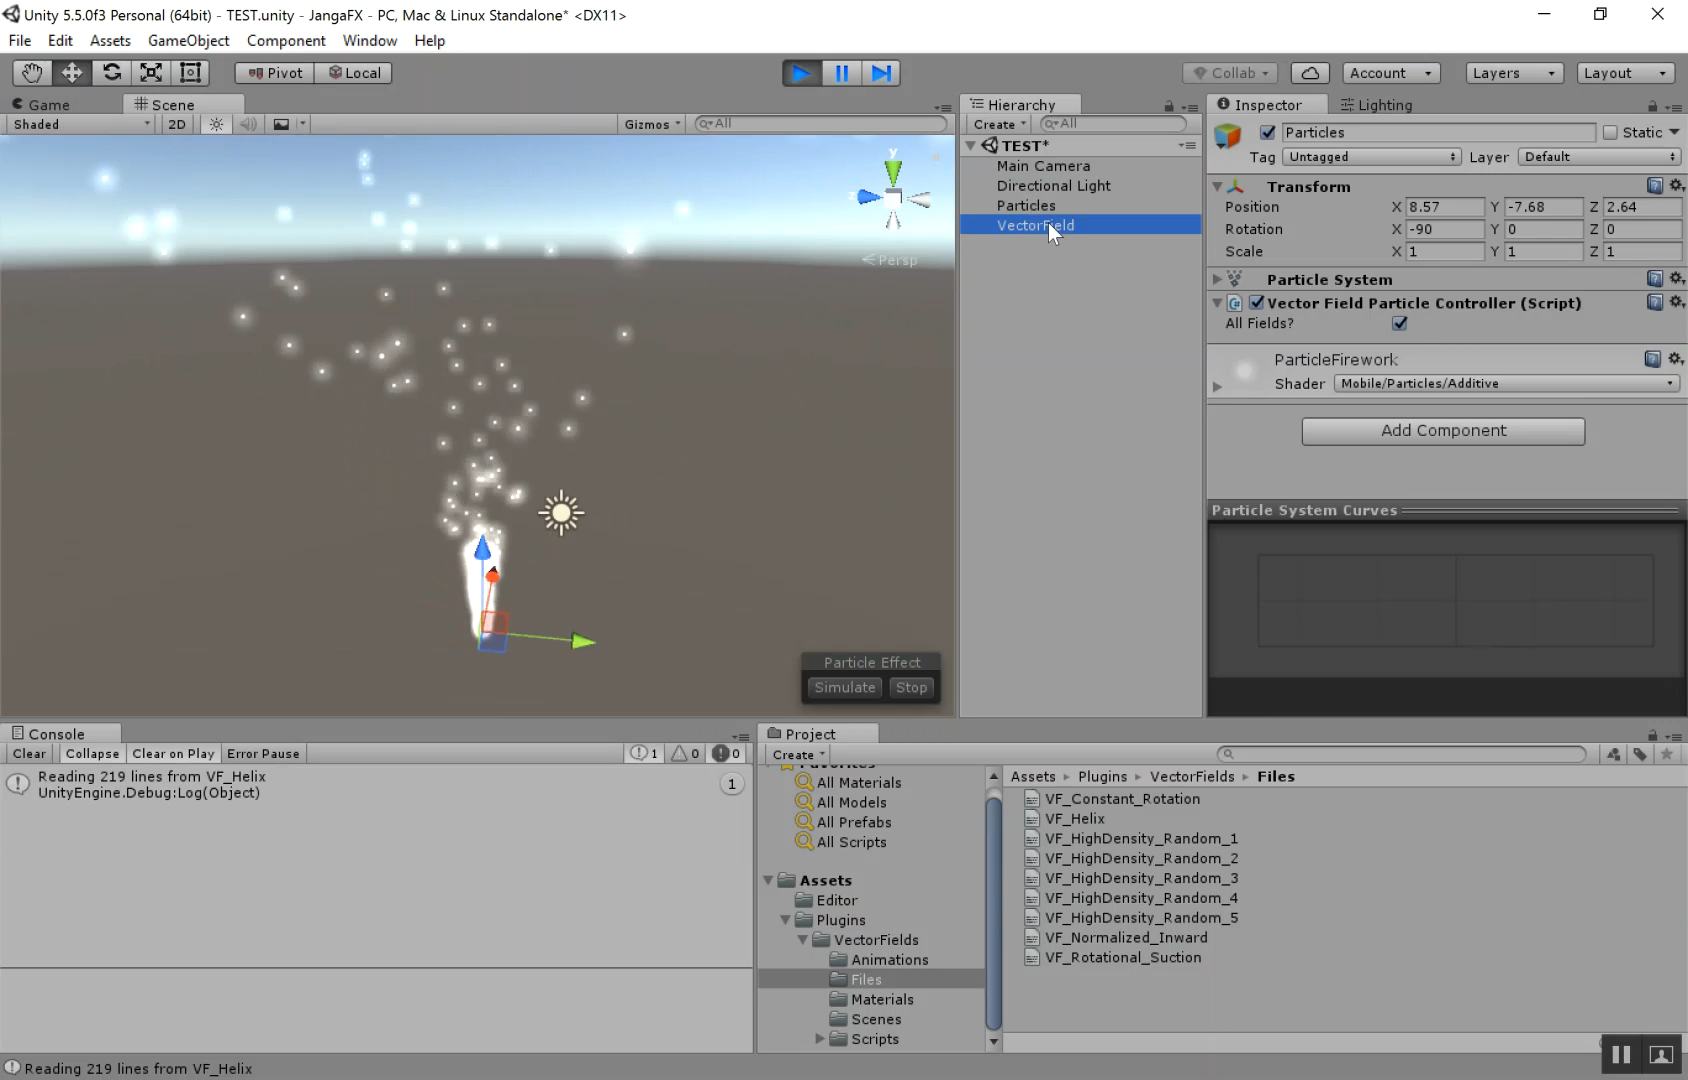 Unity 5.5.0f3 Personal (64bit) - TEST.unity - JangaFX - PC, Mac & Linux Standalone* <DX11>
File Edit Assets GameObject Component Window Help
Pivot Local Collab Account Layers Layout
Game Scene
Shaded 2D Gizmos All
y
z
Persp
Particle Effect
Simulate Stop
Hierarchy
Create All
TEST*
Main Camera
Directional Light
Particles
VectorField
Inspector Lighting
Particles Static
Tag Untagged Layer Default
Transform
Position X 8.57 Y -7.68 Z 2.64
Rotation X -90 Y 0 Z 0
Scale X 1 Y 1 Z 1
Particle System
Vector Field Particle Controller (Script)
All Fields?
ParticleFirework
Shader Mobile/Particles/Additive
Add Component
Particle System Curves
Console
Clear Collapse Clear on Play Error Pause 1 0 0
Reading 219 lines from VF_Helix
UnityEngine.Debug:Log(Object)
1
Project
Create
Favorites
All Materials
All Models
All Prefabs
All Scripts
Assets
Editor
Plugins
VectorFields
Animations
Files
Materials
Scenes
Scripts
Assets Plugins VectorFields Files
VF_Constant_Rotation
VF_Helix
VF_HighDensity_Random_1
VF_HighDensity_Random_2
VF_HighDensity_Random_3
VF_HighDensity_Random_4
VF_HighDensity_Random_5
VF_Normalized_Inward
VF_Rotational_Suction
Reading 219 lines from VF_Helix